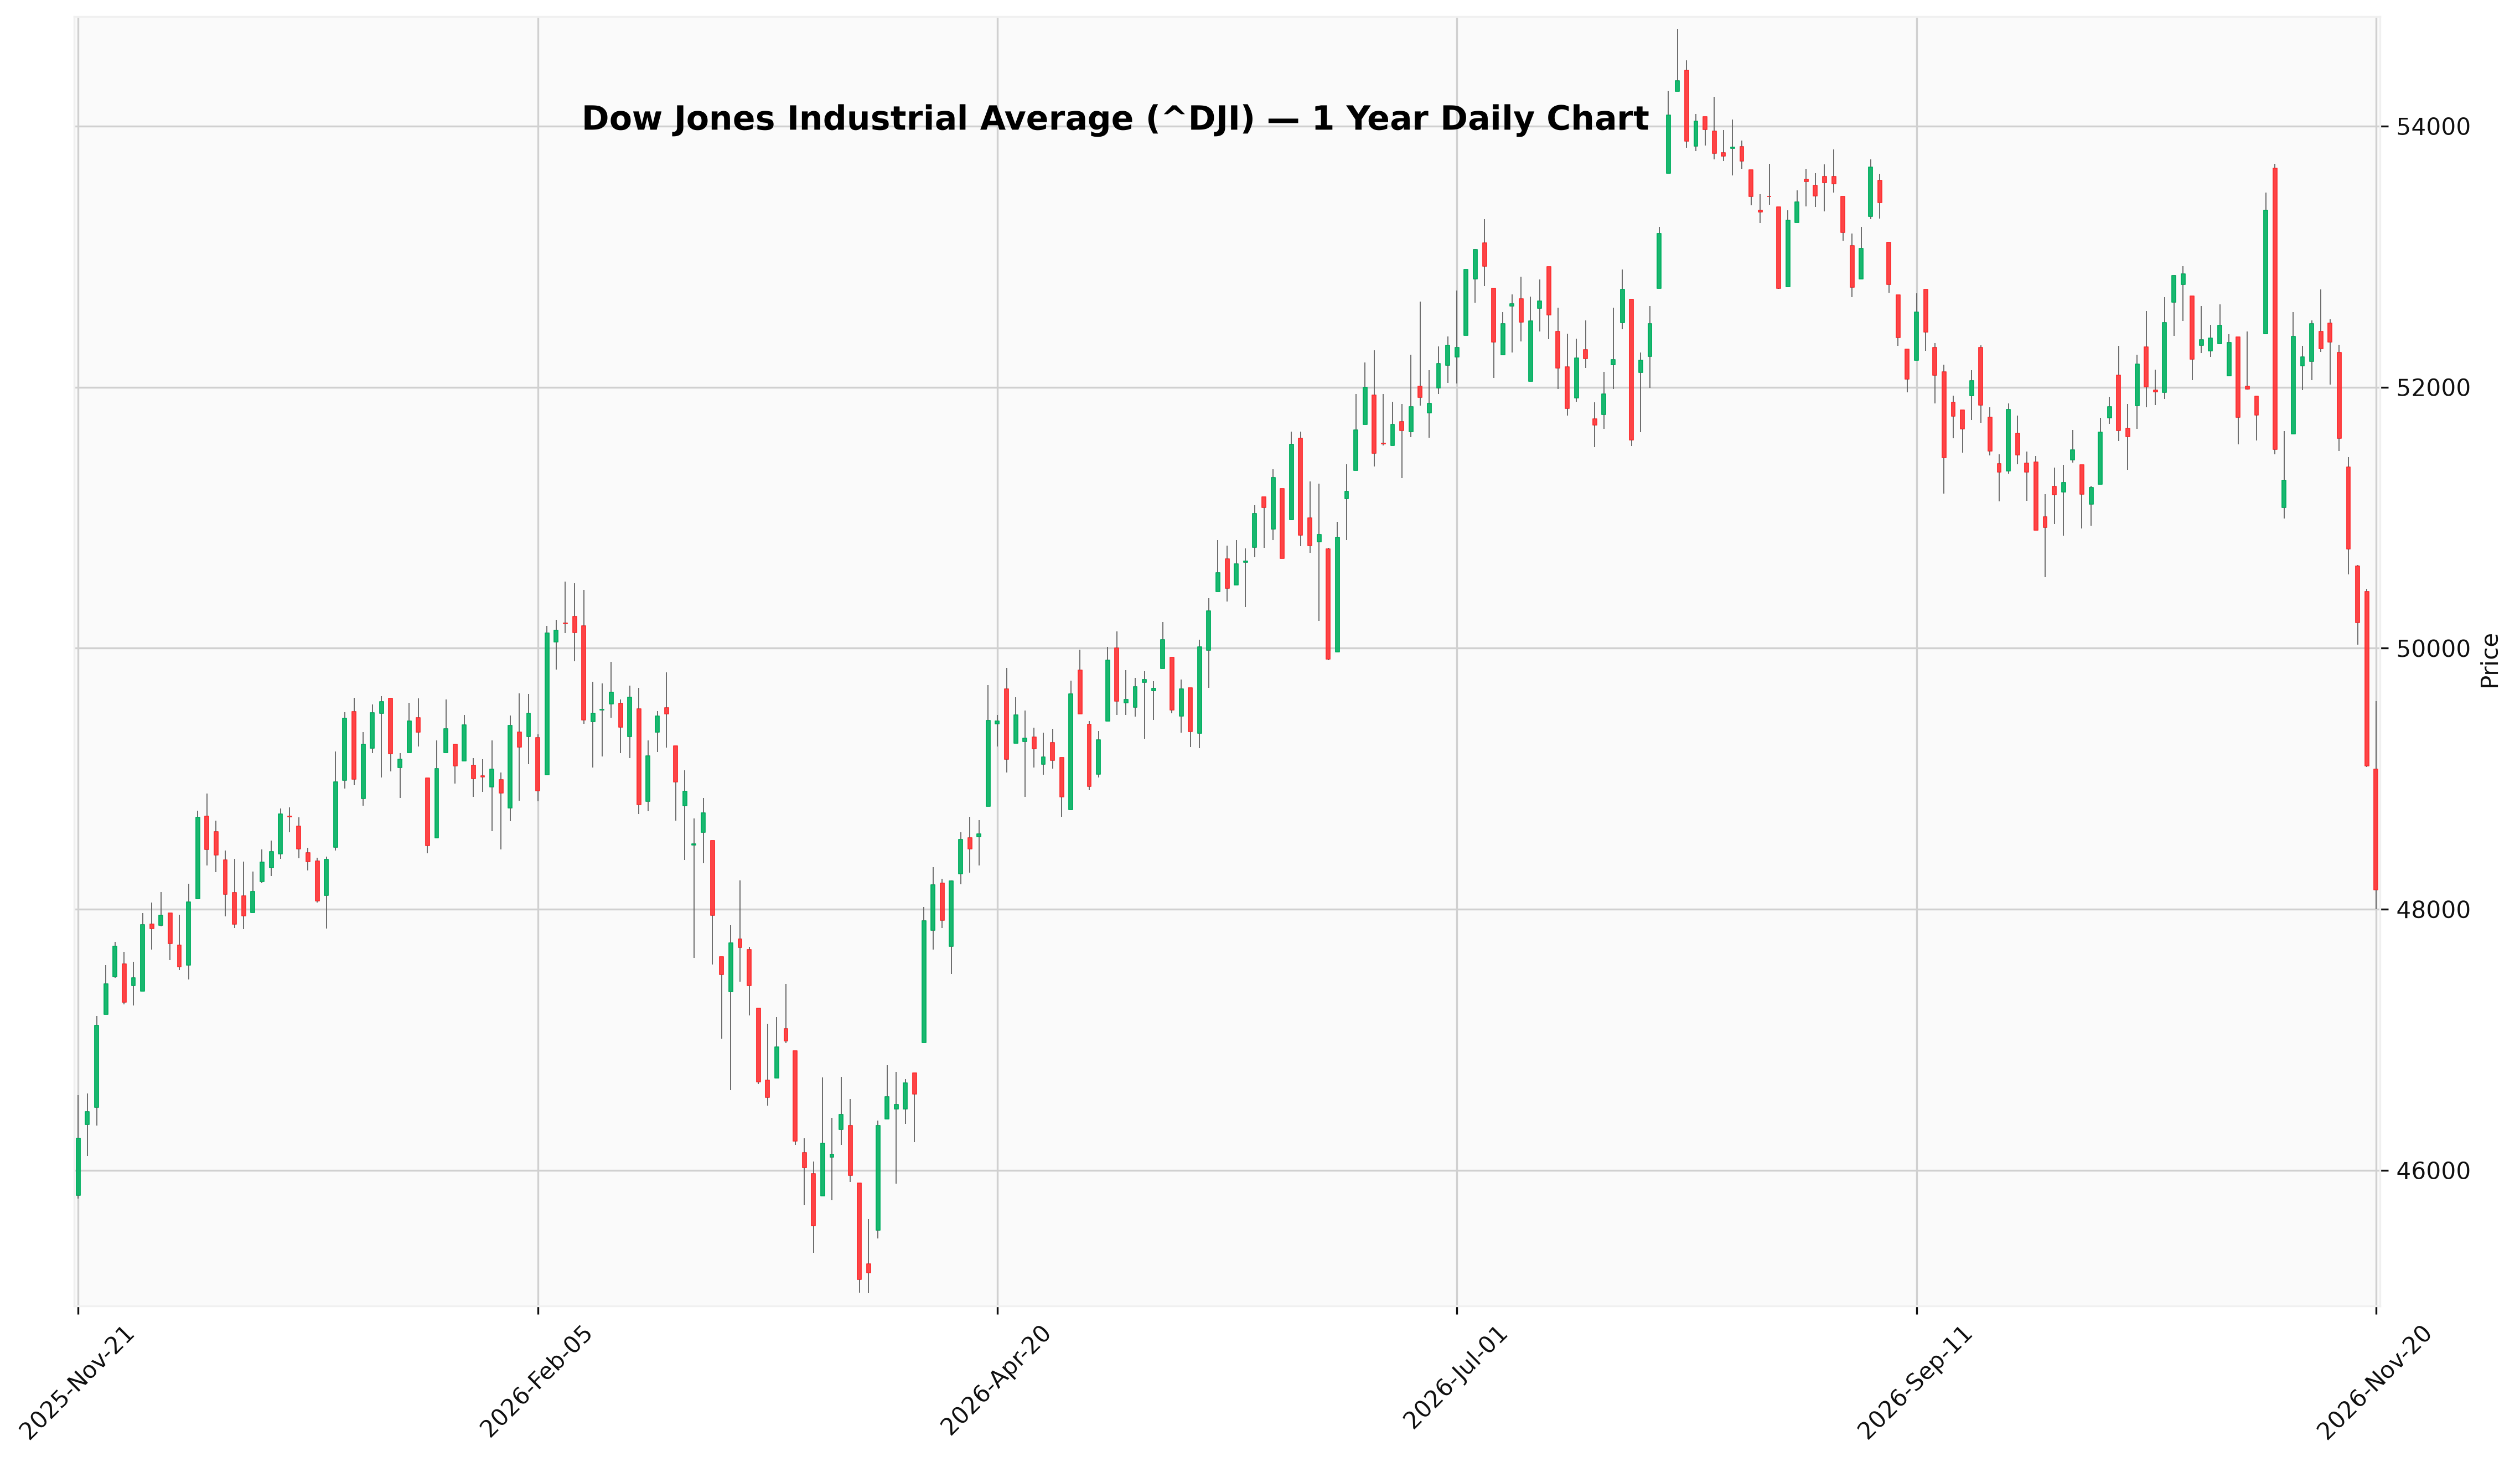 Dow Jones Industrial Average (^DJI) — 1 Year Daily Chart
54000
52000
50000
48000
46000
Price
2025-Nov-21
2026-Feb-05
2026-Apr-20
2026-Jul-01
2026-Sep-11
2026-Nov-20